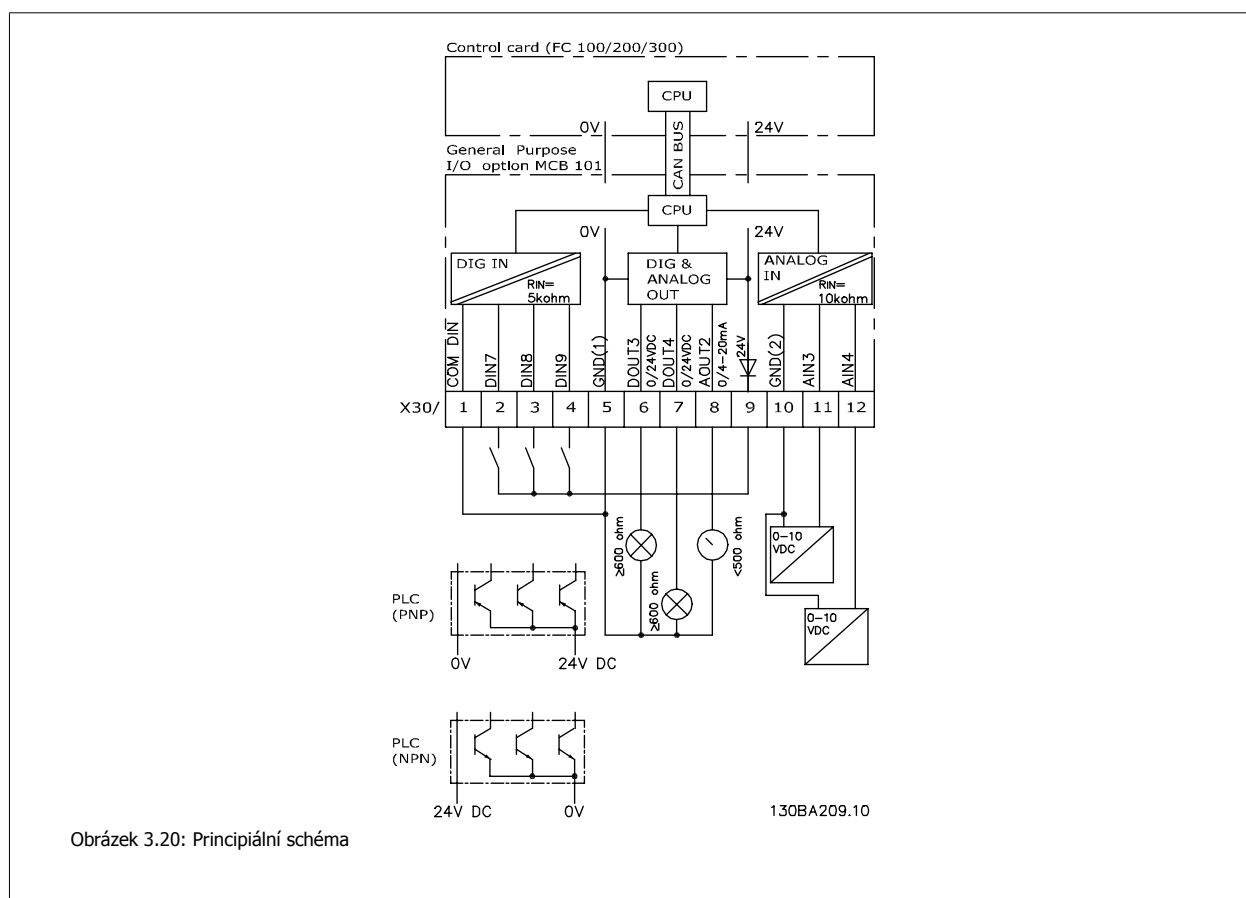 Control card (FC 100/200/300)
CPU
0V
24V
CAN BUS
General Purpose
I/O option MCB 101
CPU
0V
24V
DIG IN
RIN=
5kohm
DIG &
ANALOG
OUT
ANALOG
IN
RIN=
10kohm
COM DIN
DIN7
DIN8
DIN9
GND(1)
DOUT3
0/24VDC
DOUT4
0/24VDC
AOUT2
0/4-20mA
24V
GND(2)
AIN3
AIN4
X30/
1
2
3
4
5
6
7
8
9
10
11
12
≥600 ohm
≥600 ohm
<500 ohm
0-10
VDC
0-10
VDC
PLC
(PNP)
0V
24V DC
PLC
(NPN)
24V DC
0V
130BA209.10
Obrázek 3.20: Principiální schéma